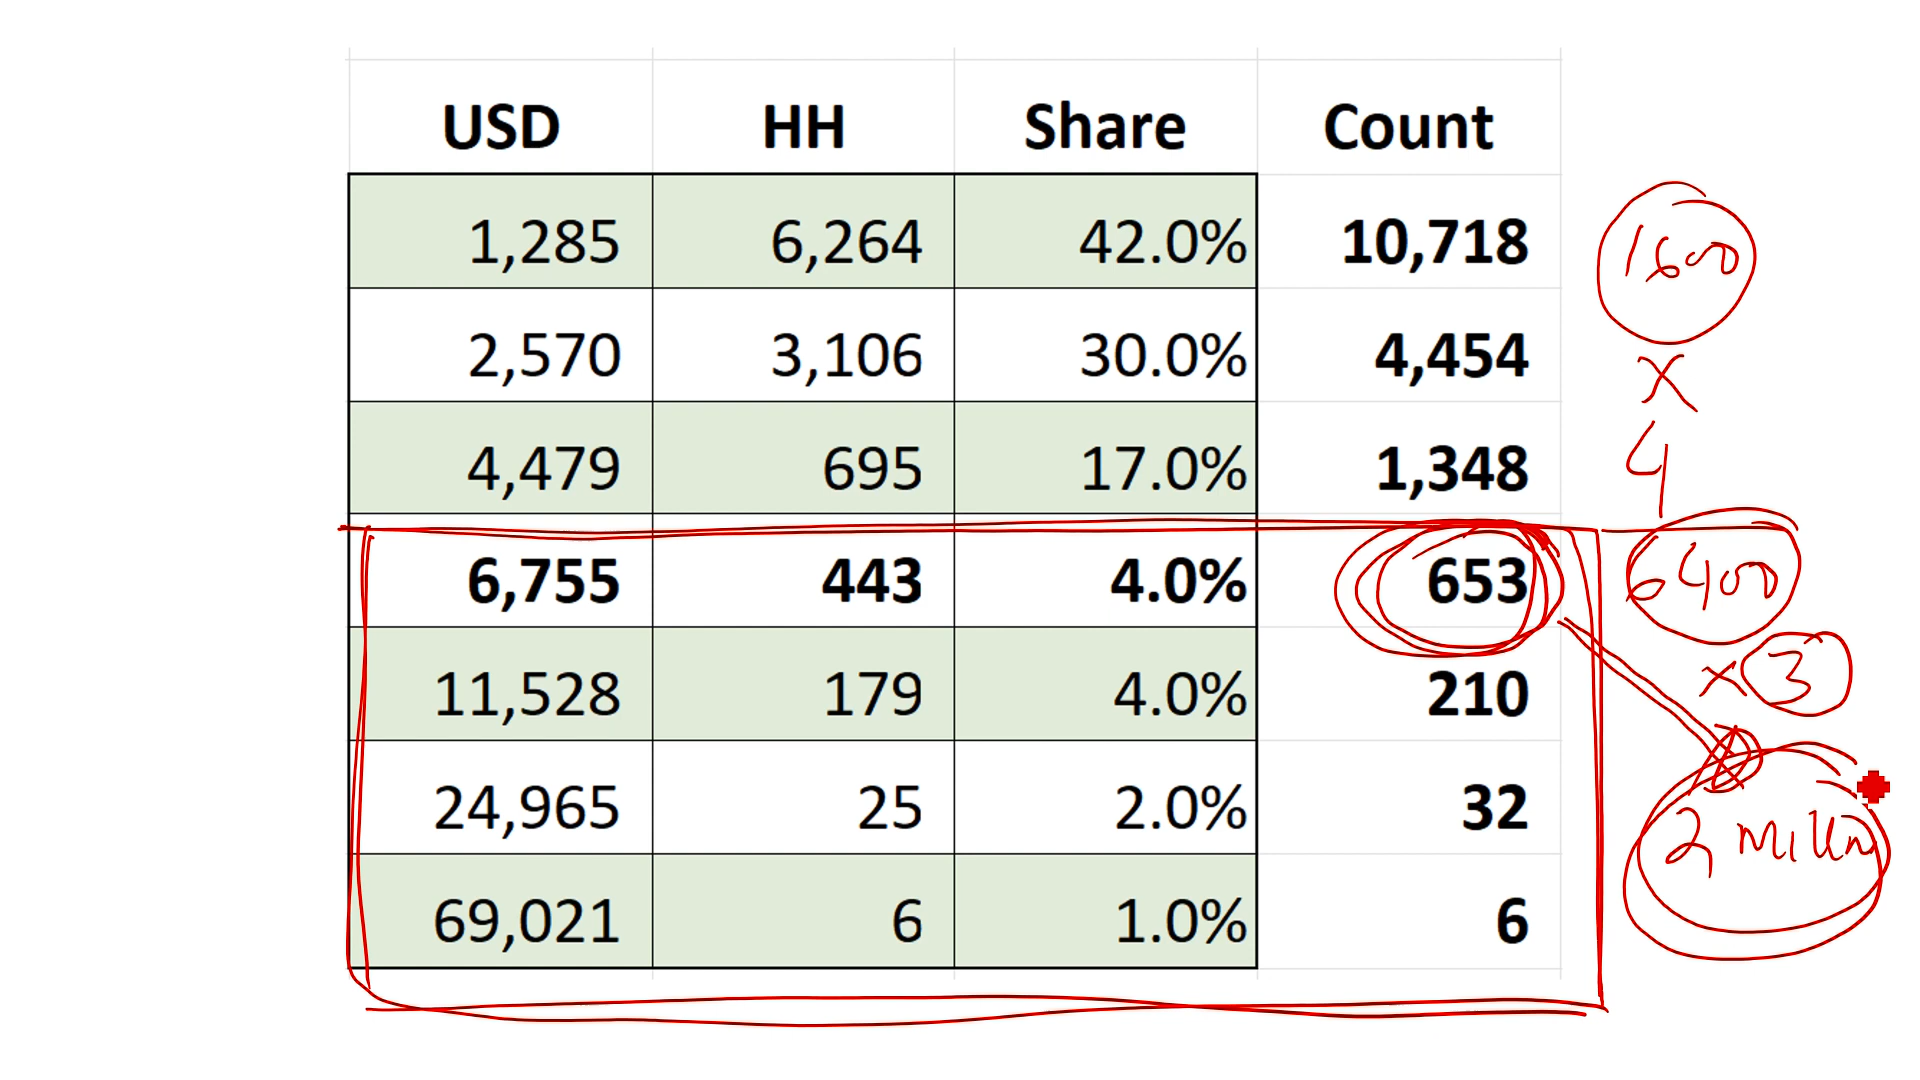 USD HH Share Count
1,285 6,264 42.0% 10,718
2,570 3,106 30.0% 4,454
4,479 695 17.0% 1,348
6,755 443 4.0% 653
11,528 179 4.0% 210
24,965 25 2.0% 32
69,021 6 1.0% 6
1600
X
4
6400
x 3
2 Million